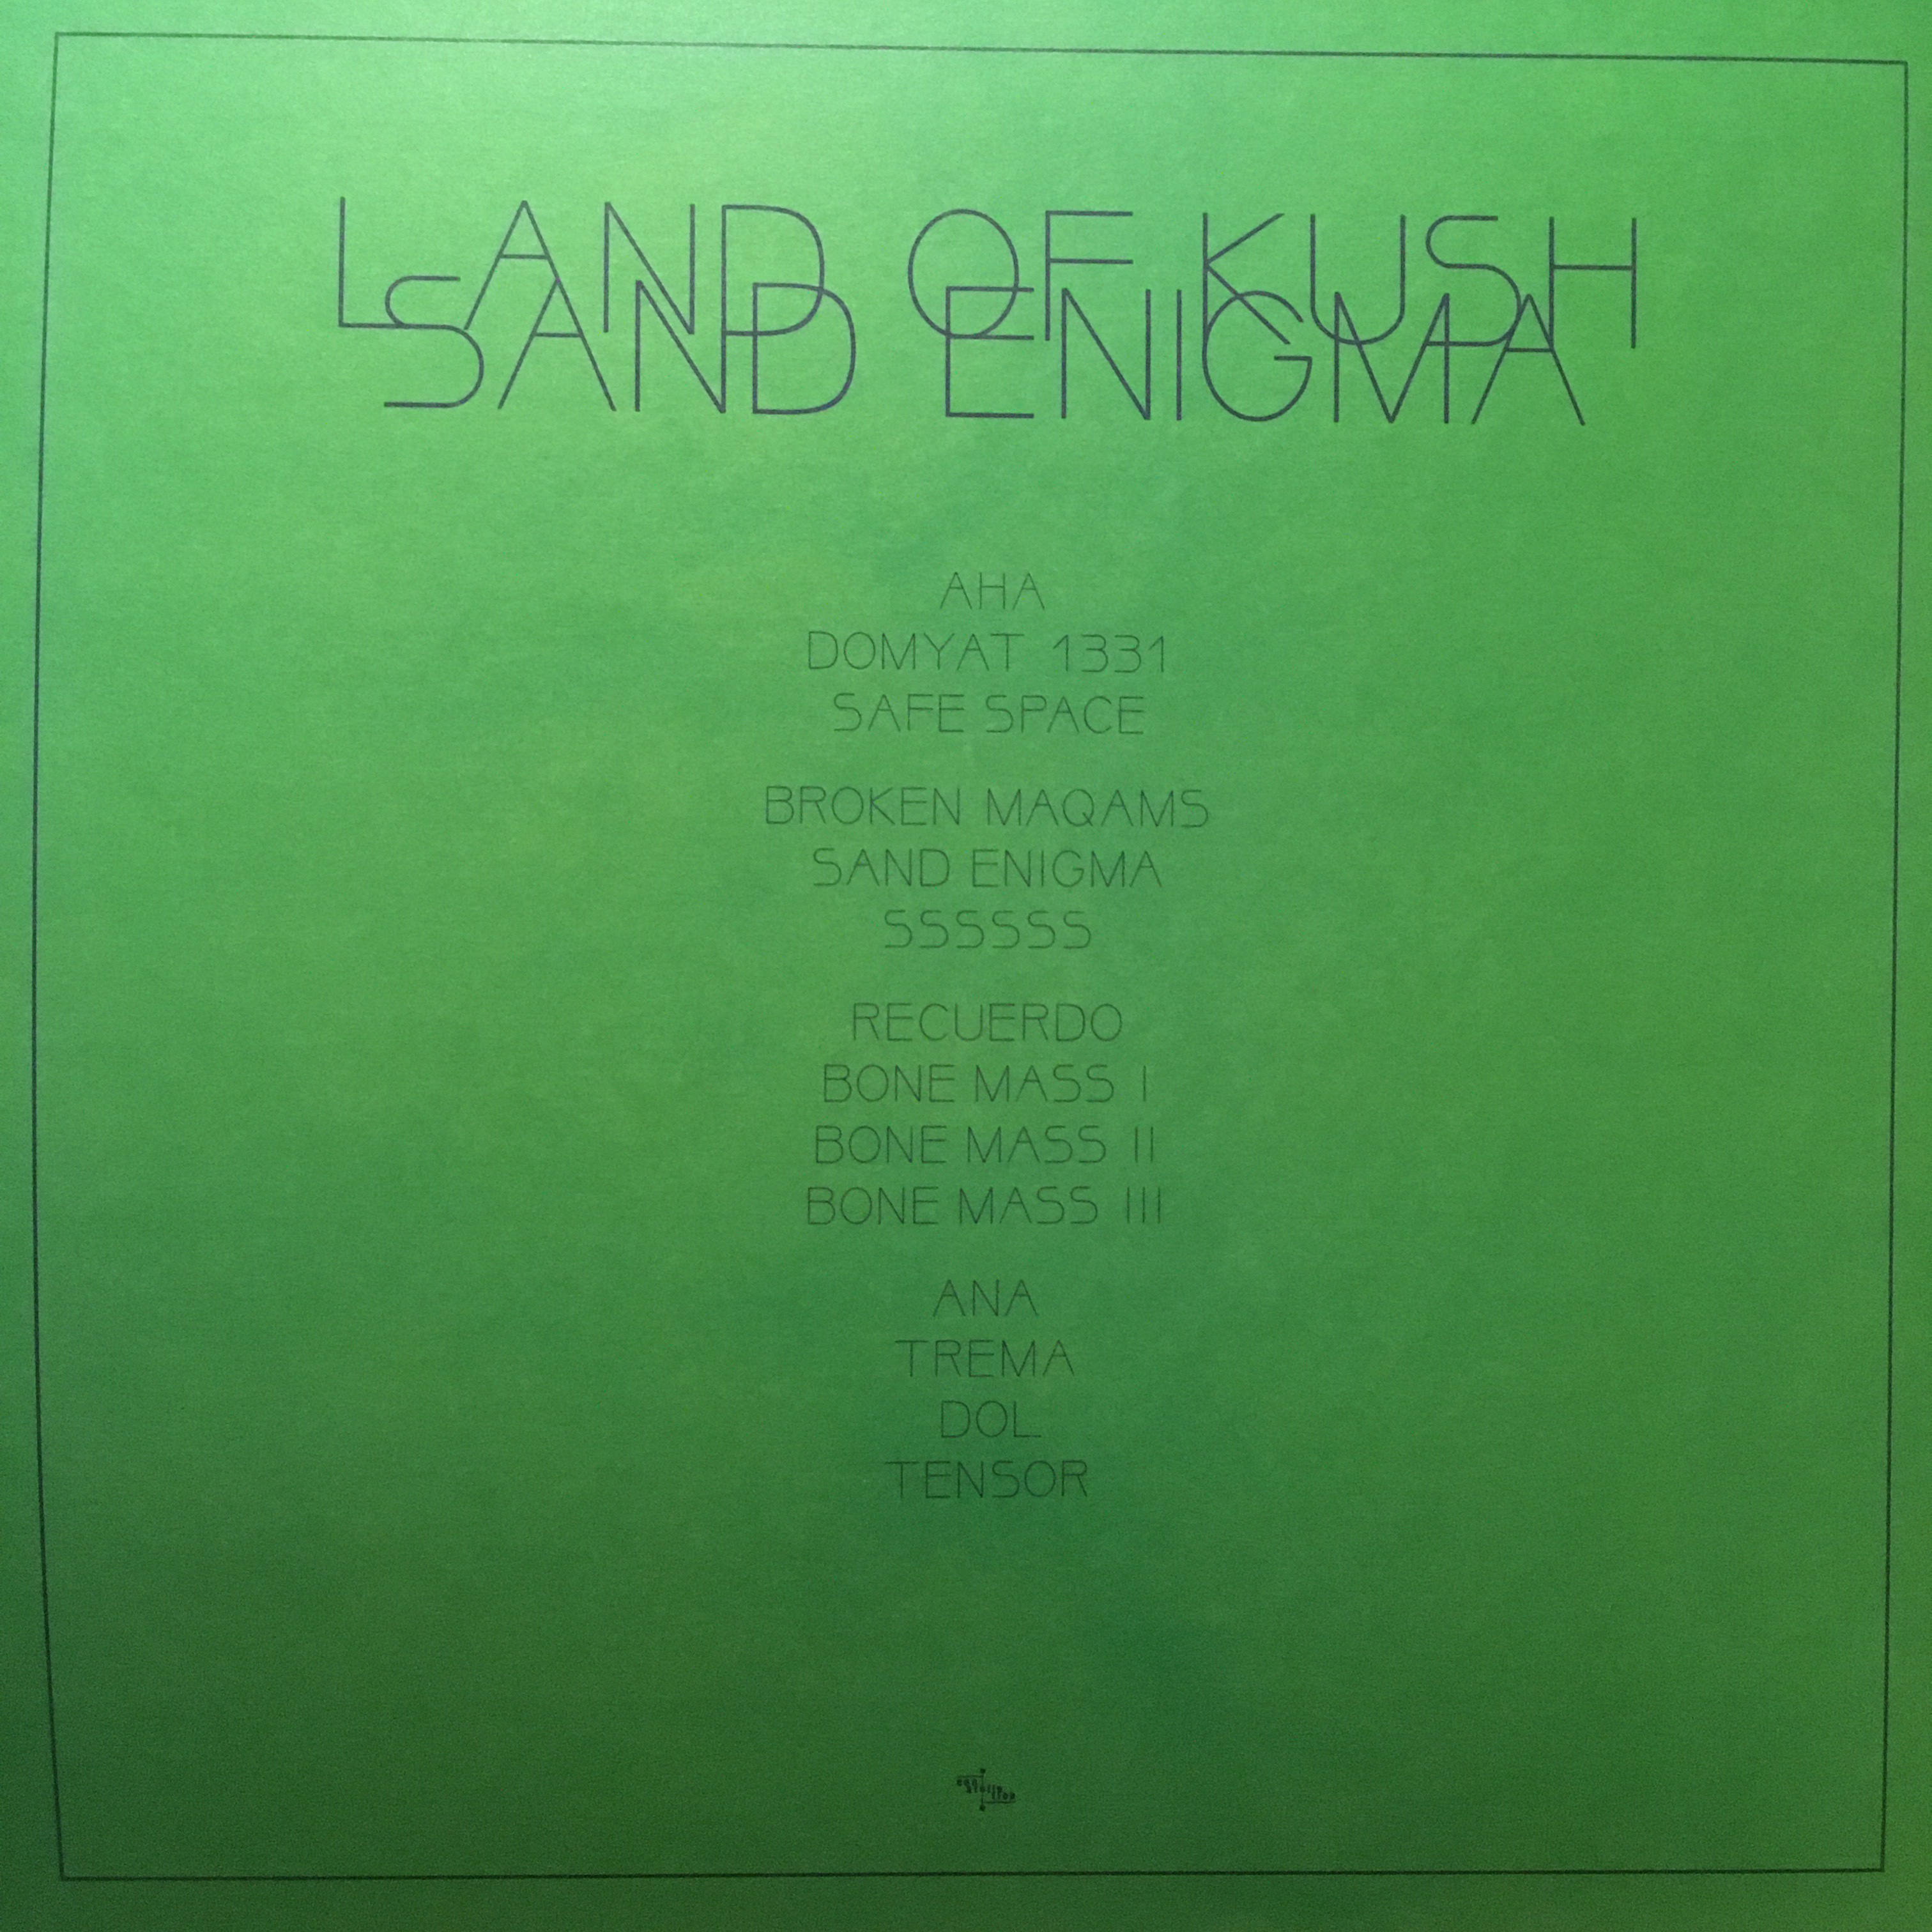 LAND OF KUSH
SAND ENIGMA
AHA
DOMYAT 1331
SAFE SPACE
BROKEN MAQAMS
SAND ENIGMA
SSSSSS
RECUERDO
BONE MASS I
BONE MASS II
BONE MASS III
ANA
TREMA
DOL
TENSOR